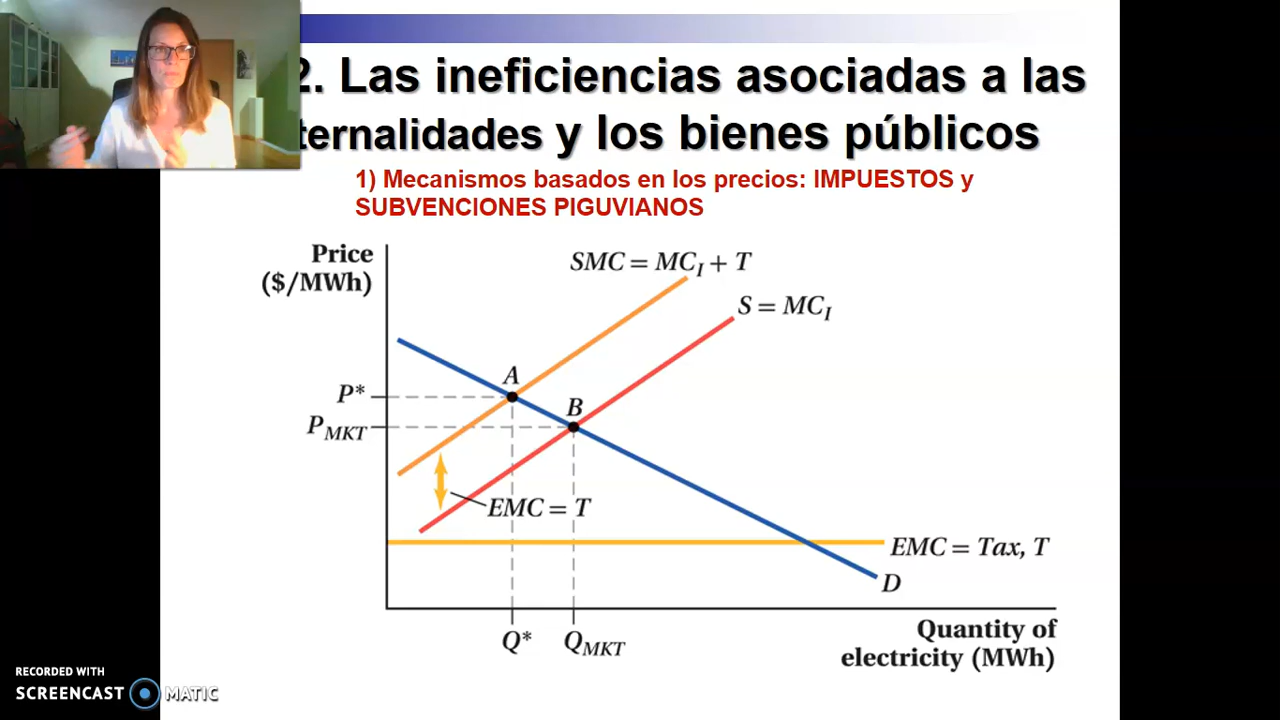 2. Las ineficiencias asociadas a las
ternalidades y los bienes públicos
1) Mecanismos basados en los precios: IMPUESTOS y
SUBVENCIONES PIGUVIANOS
Price
($/MWh)
SMC = MC_I + T
S = MC_I
A
P*
B
P_MKT
EMC = T
EMC = Tax, T
D
Q*
Q_MKT
Quantity of
electricity (MWh)
RECORDED WITH
SCREENCAST MATIC